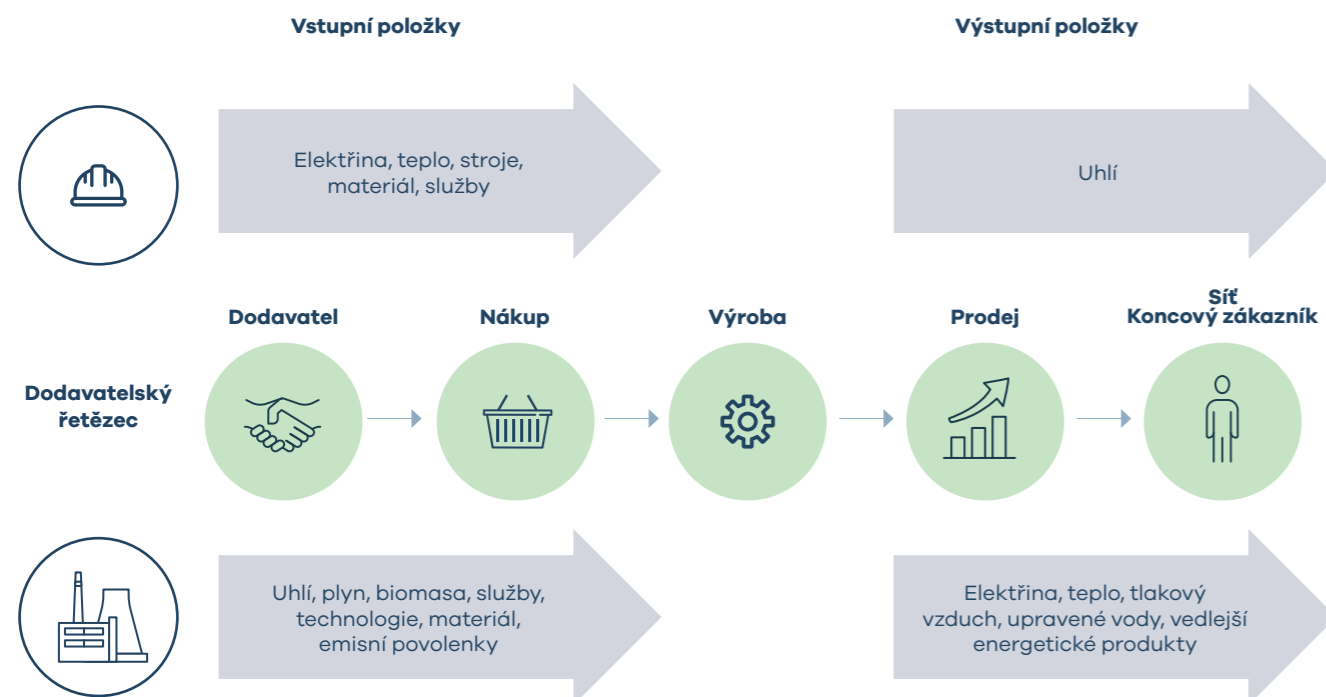 Vstupní položky
Výstupní položky
Elektřina, teplo, stroje,
materiál, služby
Uhlí
Dodavatel
Nákup
Výroba
Prodej
Síť
Koncový zákazník
Dodavatelský
řetězec
Uhlí, plyn, biomasa, služby,
technologie, materiál,
emisní povolenky
Elektřina, teplo, tlakový
vzduch, upravené vody, vedlejší
energetické produkty